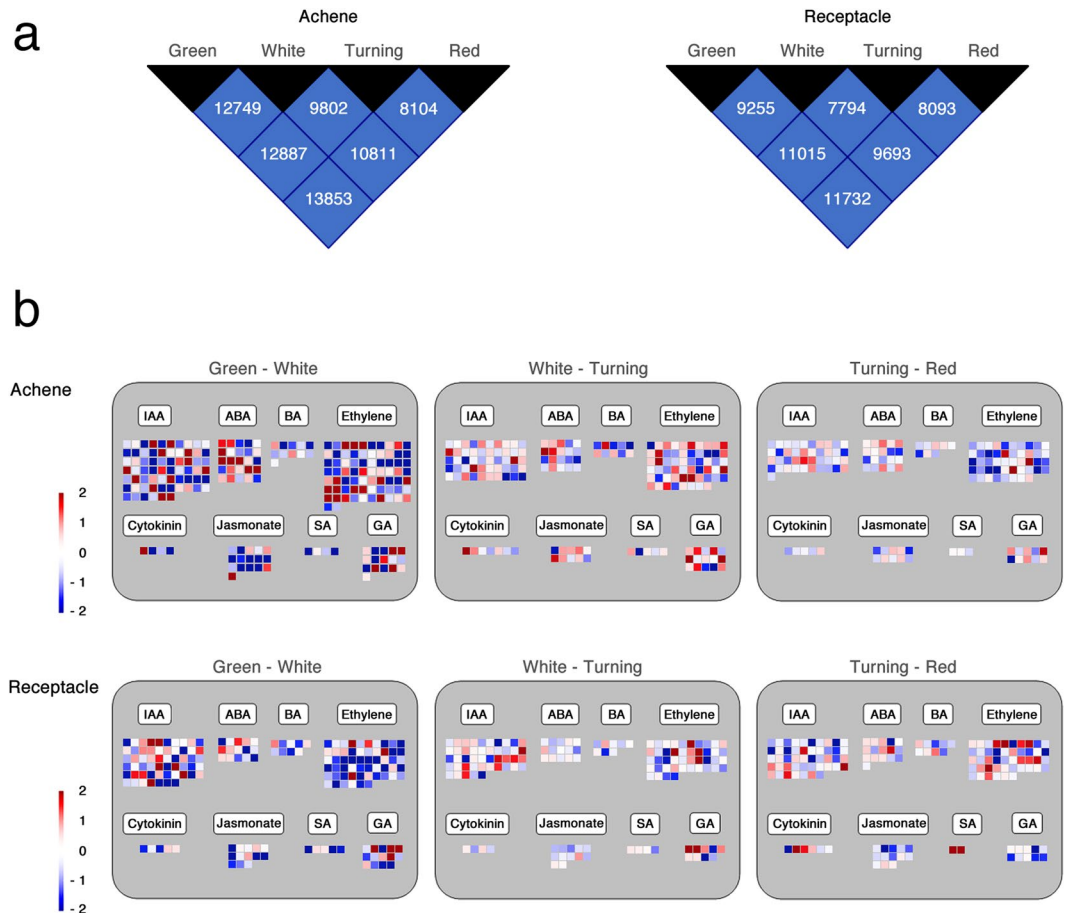 a
Achene
Green White Turning Red
12749 9802 8104
12887 10811
13853
Receptacle
Green White Turning Red
9255 7794 8093
11015 9693
11732
b
Achene
Green - White
IAA ABA BA Ethylene
Cytokinin Jasmonate SA GA
White - Turning
IAA ABA BA Ethylene
Cytokinin Jasmonate SA GA
Turning - Red
IAA ABA BA Ethylene
Cytokinin Jasmonate SA GA
2
1
0
- 1
- 2
Receptacle
Green - White
IAA ABA BA Ethylene
Cytokinin Jasmonate SA GA
White - Turning
IAA ABA BA Ethylene
Cytokinin Jasmonate SA GA
Turning - Red
IAA ABA BA Ethylene
Cytokinin Jasmonate SA GA
2
1
0
- 1
- 2